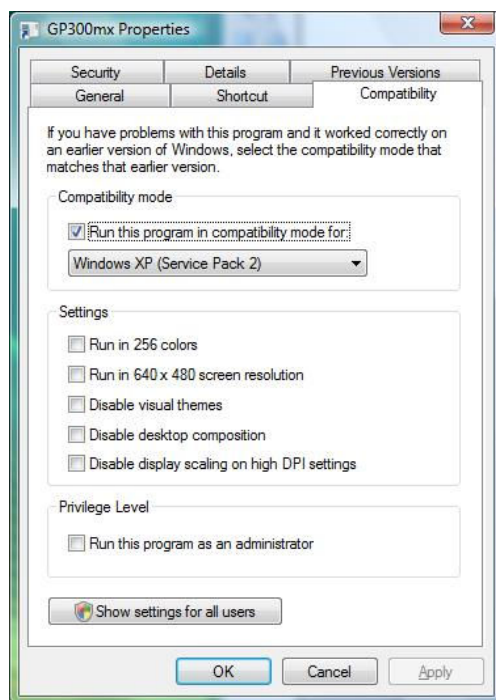 GP300mx Properties
Security Details Previous Versions
General Shortcut Compatibility
If you have problems with this program and it worked correctly on
an earlier version of Windows, select the compatibility mode that
matches that earlier version.
Compatibility mode
Run this program in compatibility mode for:
Windows XP (Service Pack 2)
Settings
Run in 256 colors
Run in 640 x 480 screen resolution
Disable visual themes
Disable desktop composition
Disable display scaling on high DPI settings
Privilege Level
Run this program as an administrator
Show settings for all users
OK Cancel Apply